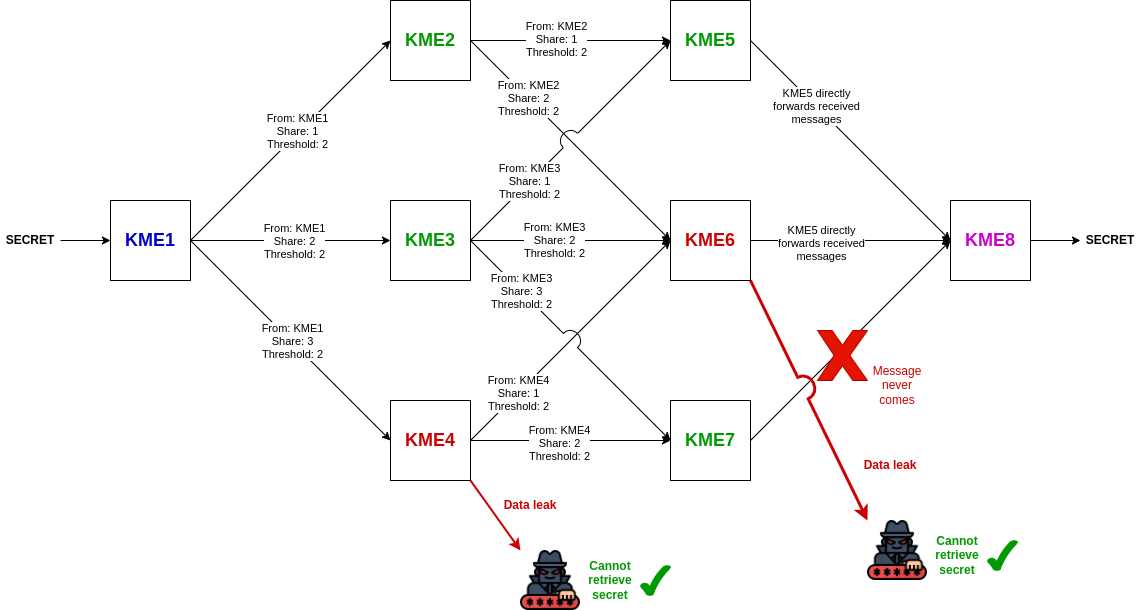 KME2
From: KME2
Share: 1
Threshold: 2
KME5
From: KME2
Share: 2
Threshold: 2
KME5 directly
forwards received
messages
From: KME1
Share: 1
Threshold: 2
From: KME3
Share: 1
Threshold: 2
SECRET
KME1
From: KME1
Share: 2
Threshold: 2
KME3
From: KME3
Share: 2
Threshold: 2
KME6
KME5 directly
forwards received
messages
KME8
SECRET
From: KME3
Share: 3
Threshold: 2
From: KME1
Share: 3
Threshold: 2
Message
never
comes
From: KME4
Share: 1
Threshold: 2
KME4
From: KME4
Share: 2
Threshold: 2
KME7
Data leak
Data leak
Cannot
retrieve
secret
Cannot
retrieve
secret